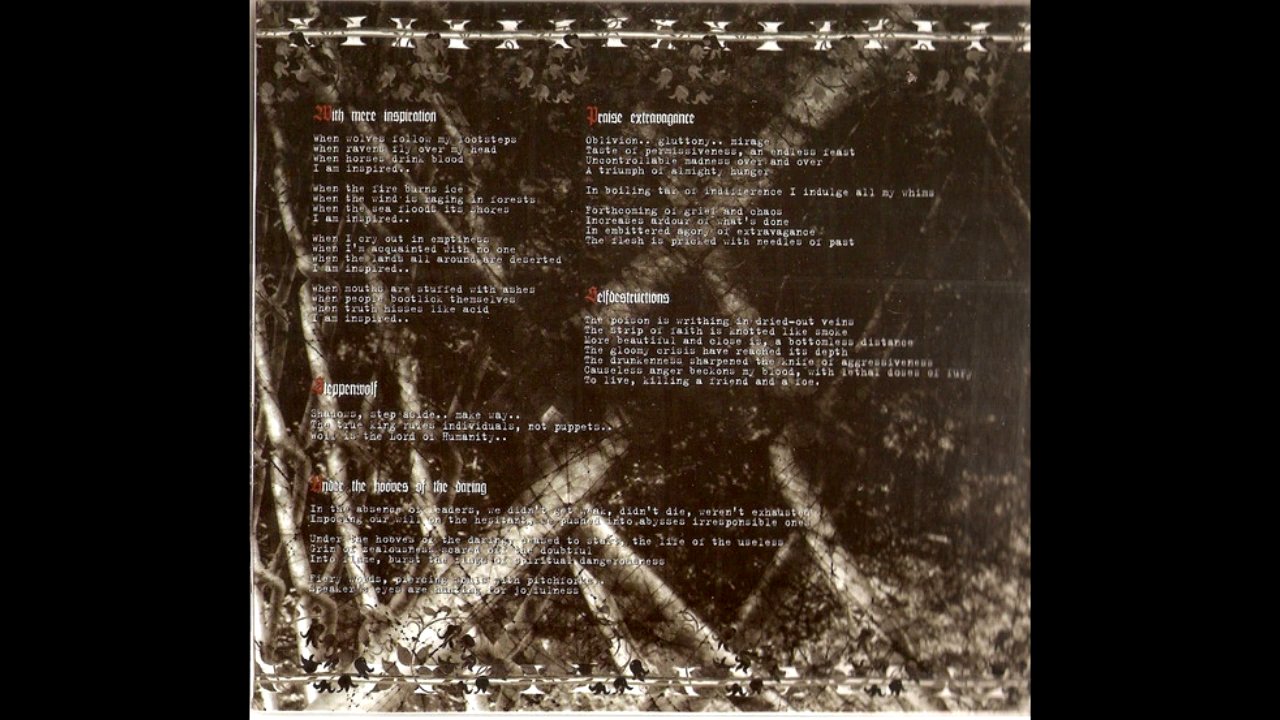 With mere inspiration
When wolves follow my footsteps
When ravens fly over my head
When horses drink blood
I am inspired..
When the fire burns ice
When the wind is raging in forests
When the sea floods its shores
I am inspired..
When I cry out in emptiness
When I'm acquainted with no one
When the lands all around are deserted
I am inspired..
When mouths are stuffed with ashes
When people bootlick themselves
When truth hisses like acid
I am inspired..
Steppenwolf
Shadows, step aside.. make way..
The true king rules individuals, not puppets..
Wolf is the Lord of Humanity..
Under the hooves of the daring
In the absense of leaders, we didn't get weak, didn't die, weren't exhausted
Imposing our will on the hesitant, we pushed into abysses irresponsible ones
Under the hooves of the daring, ceased to stay, the life of the useless
Grin of zealousness scared off the doubtful
Into flame, burst the rings of spiritual dangerousness
Fiery words, piercing souls with pitchforks..
Speaker's eyes are hunting for joyfulness
Praise extravagance
Oblivion.. gluttony.. mirage
Taste of permissiveness, an endless feast
Uncontrollable madness over and over
A triumph of almighty hunger
In boiling tar of indifference I indulge all my whims
Forthcoming of grief and chaos
Increases ardour of what's done
In embittered agony of extravagance
The flesh is pricked with needles of past
Selfdestructions
The poison is writhing in dried-out veins
The strip of faith is knotted like smoke
More beautiful and close is, a bottomless distance
The gloomy crisis have reached its depth
The drunkenness sharpened the knife of aggressiveness
Causeless anger beckons my blood, with lethal doses of fury
To live, killing a friend and a foe.